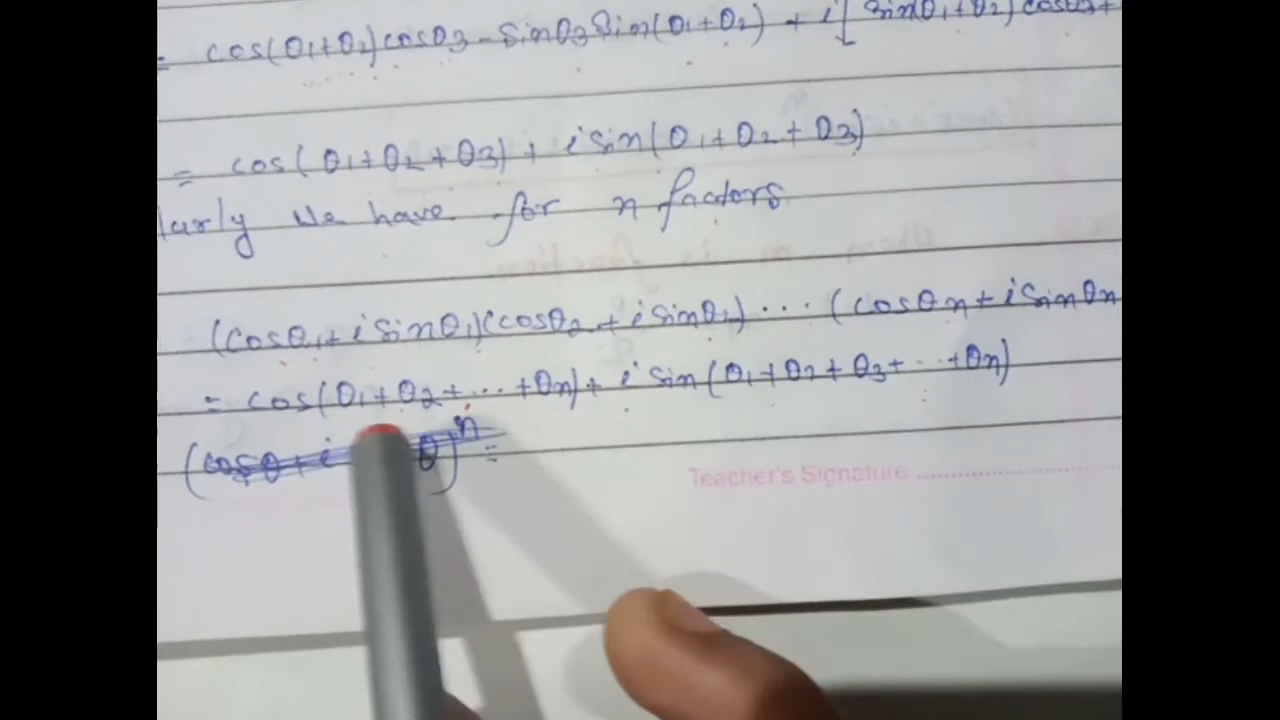 = cos(θ1+θ2)cosθ3 - sinθ3 sin(θ1+θ2) + i[ sin(θ1+θ2) cosθ3 +
= cos(θ1+θ2+θ3) + i sin(θ1+θ2+θ3)
larly we have for n factors
(cosθ1+i sinθ1)(cosθ2+i sinθ1) ... (cosθn+i sinθn
= cos(θ1+θ2+...+θn)+ i sin(θ1+θ2+θ3+...+θn)
(cosθ+i θ)^n =
Teacher's Signature ....................